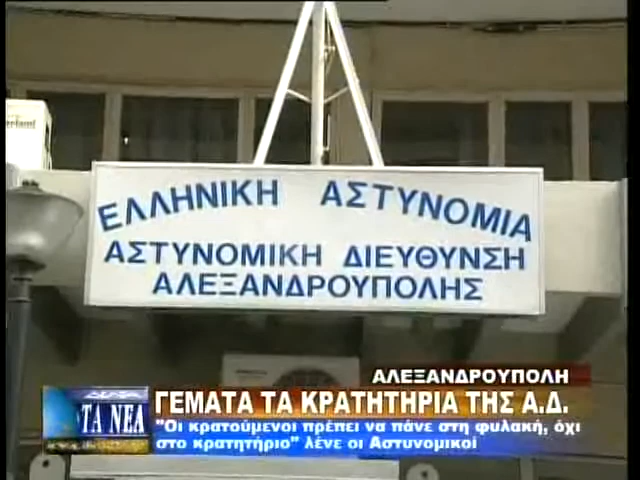 ΕΛΛΗΝΙΚΗ ΑΣΤΥΝΟΜΙΑ
ΑΣΤΥΝΟΜΙΚΗ ΔΙΕΥΘΥΝΣΗ
ΑΛΕΞΑΝΔΡΟΥΠΟΛΗΣ
ΑΛΕΞΑΝΔΡΟΥΠΟΛΗ
ΔΕΛΤΑ
ΤΑ ΝΕΑ
ΓΕΜΑΤΑ ΤΑ ΚΡΑΤΗΤΗΡΙΑ ΤΗΣ Α.Δ.
"Οι κρατούμενοι πρέπει να πάνε στη φυλακή, όχι
στο κρατητήριο" λένε οι Αστυνομικοί